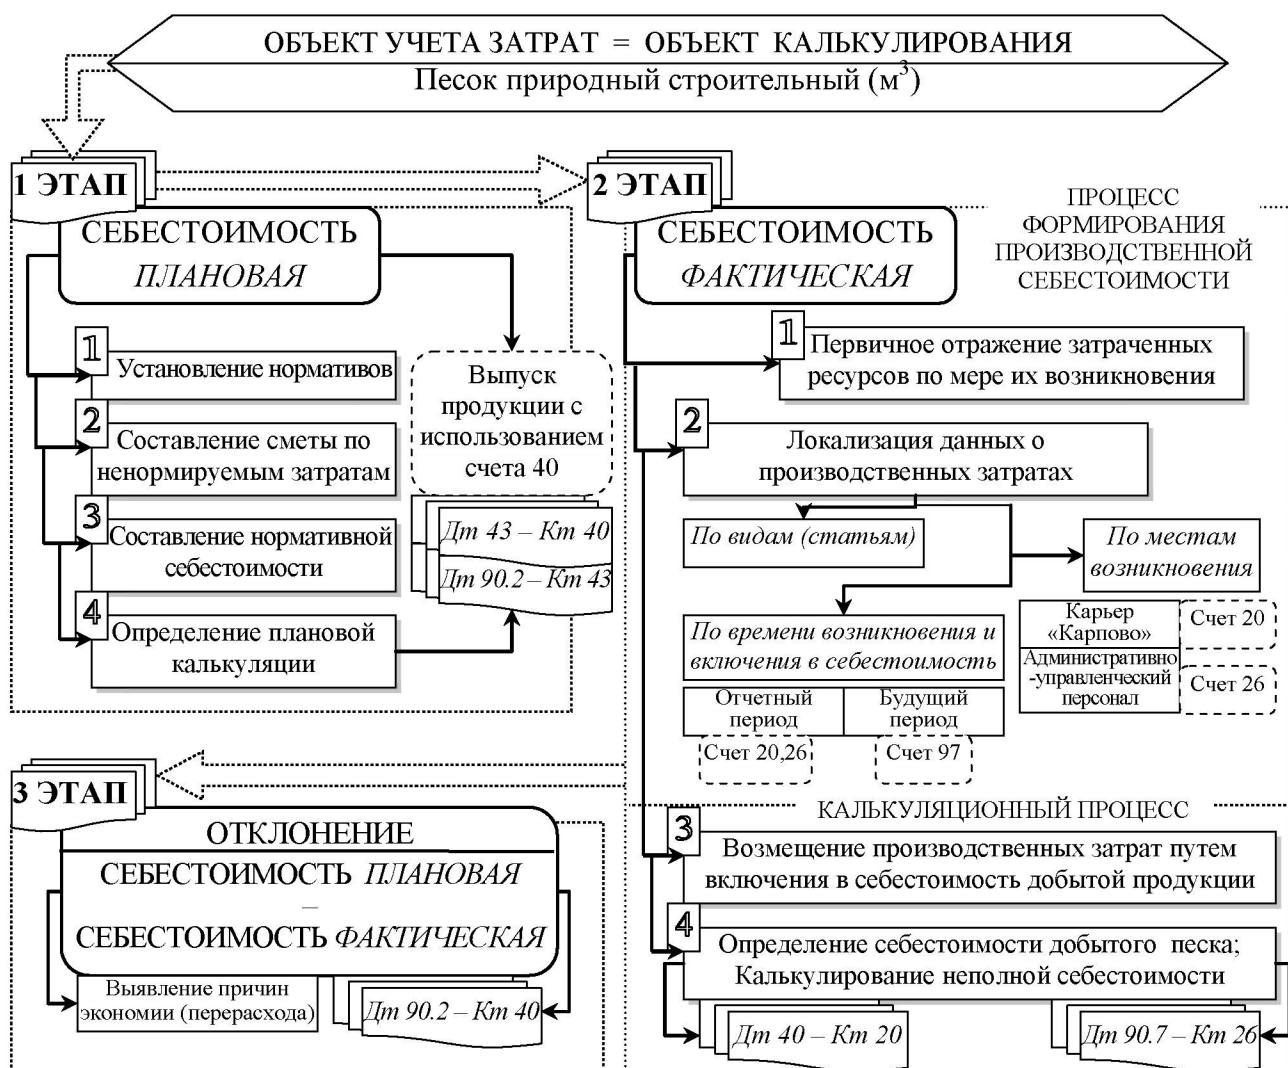 ОБЪЕКТ УЧЕТА ЗАТРАТ = ОБЪЕКТ КАЛЬКУЛИРОВАНИЯ
Песок природный строительный (м³)
1 ЭТАП
СЕБЕСТОИМОСТЬ
ПЛАНОВАЯ
1
Установление нормативов
2
Составление сметы по
ненормируемым затратам
3
Составление нормативной
себестоимости
4
Определение плановой
калькуляции
Выпуск
продукции с
использованием
счета 40
Дт 43 – Кт 40
Дт 90.2 – Кт 43
2 ЭТАП
СЕБЕСТОИМОСТЬ
ФАКТИЧЕСКАЯ
ПРОЦЕСС
ФОРМИРОВАНИЯ
ПРОИЗВОДСТВЕННОЙ
СЕБЕСТОИМОСТИ
1
Первичное отражение затраченных
ресурсов по мере их возникновения
2
Локализация данных о
производственных затратах
По видам (статьям)
По местам
возникновения
Карьер
«Карпово»
Счет 20
Административно
-управленческий
персонал
Счет 26
По времени возникновения и
включения в себестоимость
Отчетный
период
Будущий
период
Счет 20,26
Счет 97
КАЛЬКУЛЯЦИОННЫЙ ПРОЦЕСС
3
Возмещение производственных затрат путем
включения в себестоимость добытой продукции
4
Определение себестоимости добытого песка;
Калькулирование неполной себестоимости
Дт 40 – Кт 20
Дт 90.7 – Кт 26
3 ЭТАП
ОТКЛОНЕНИЕ
СЕБЕСТОИМОСТЬ ПЛАНОВАЯ
–
СЕБЕСТОИМОСТЬ ФАКТИЧЕСКАЯ
Выявление причин
экономии (перерасхода)
Дт 90.2 – Кт 40